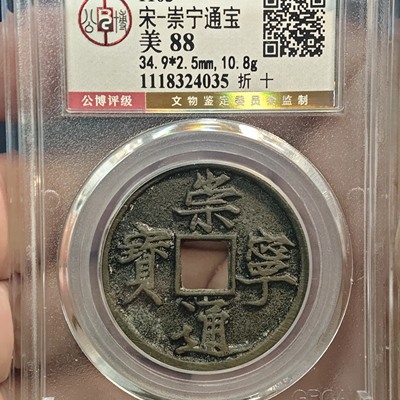 宋-崇宁通宝
美 88
34.9*2.5mm,10.8g
1118324035 折 十
公博评级
文物鉴定委员会监制
崇
寶 寧
通